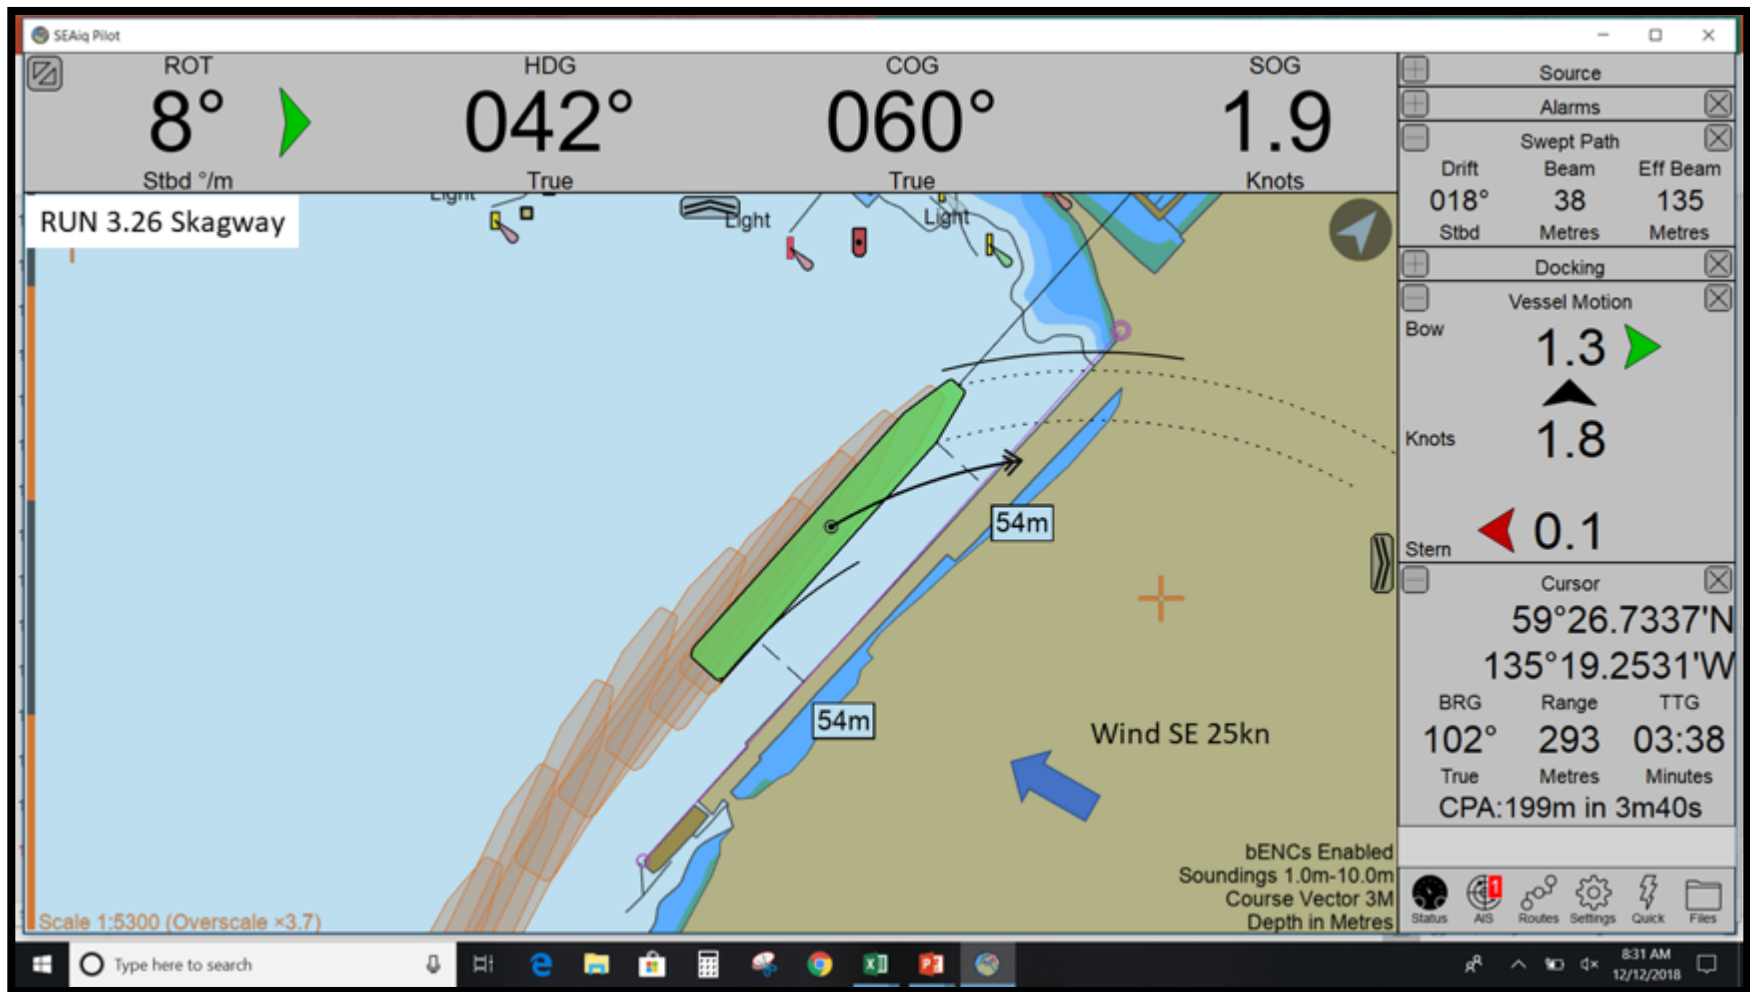 SEAiq Pilot
ROT HDG COG SOG
8° 042° 060° 1.9
Stbd °/m True True Knots
RUN 3.26 Skagway
Light
Light
Light
54m
54m
Wind SE 25kn
bENCs Enabled
Soundings 1.0m-10.0m
Course Vector 3M
Depth in Metres
Scale 1:5300 (Overscale ×3.7)
Source
Alarms
Swept Path
Drift Beam Eff Beam
018° 38 135
Stbd Metres Metres
Docking
Vessel Motion
Bow 1.3
Knots 1.8
Stern 0.1
Cursor
59°26.7337'N
135°19.2531'W
BRG Range TTG
102° 293 03:38
True Metres Minutes
CPA:199m in 3m40s
1
Status AIS Routes Settings Quick Files
Type here to search
8:31 AM
12/12/2018